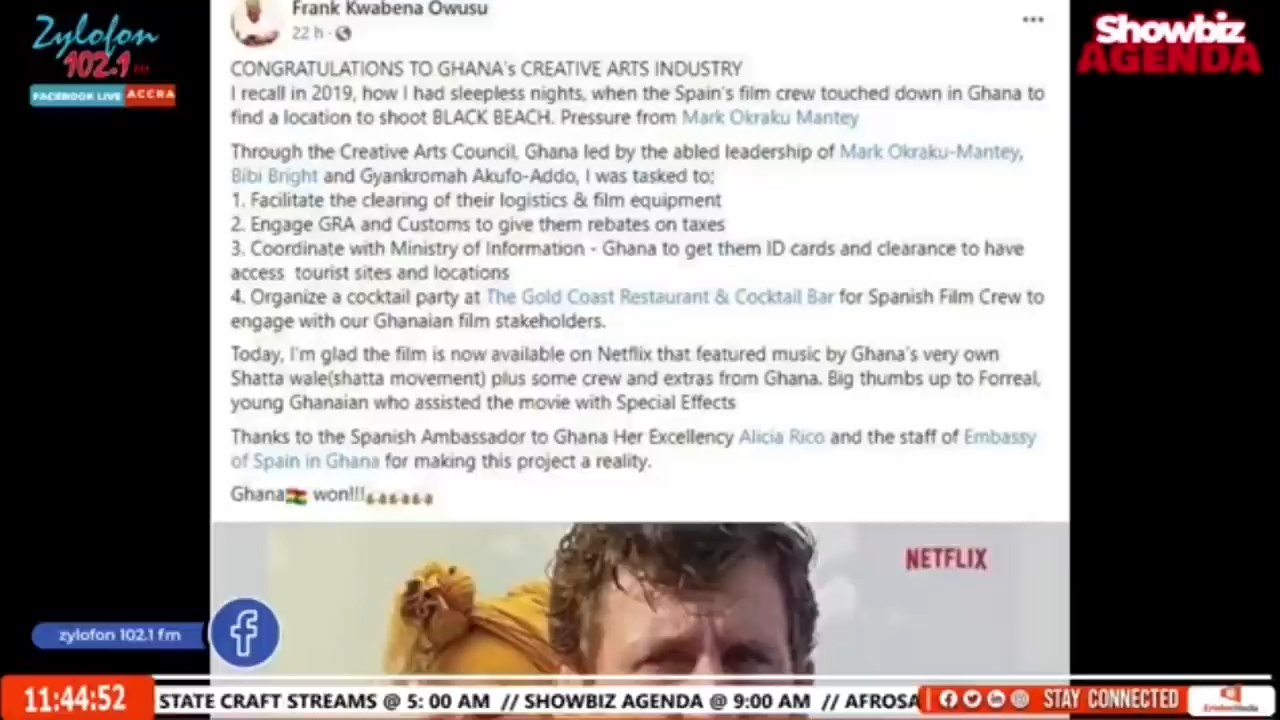 Zylofon
102.1 FM
FACEBOOK LIVE ACCRA
Showbiz
AGENDA
Frank Kwabena Owusu
22 h ·
CONGRATULATIONS TO GHANA's CREATIVE ARTS INDUSTRY
I recall in 2019, how I had sleepless nights, when the Spain's film crew touched down in Ghana to
find a location to shoot BLACK BEACH. Pressure from Mark Okraku Mantey
Through the Creative Arts Council, Ghana led by the abled leadership of Mark Okraku-Mantey,
Bibi Bright and Gyankromah Akufo-Addo, I was tasked to:
1. Facilitate the clearing of their logistics & film equipment
2. Engage GRA and Customs to give them rebates on taxes
3. Coordinate with Ministry of Information - Ghana to get them ID cards and clearance to have
access tourist sites and locations
4. Organize a cocktail party at The Gold Coast Restaurant & Cocktail Bar for Spanish Film Crew to
engage with our Ghanaian film stakeholders.
Today, I'm glad the film is now available on Netflix that featured music by Ghana's very own
Shatta wale(shatta movement) plus some crew and extras from Ghana. Big thumbs up to Forreal,
young Ghanaian who assisted the movie with Special Effects
Thanks to the Spanish Ambassador to Ghana Her Excellency Alicia Rico and the staff of Embassy
of Spain in Ghana for making this project a reality.
Ghana🇬🇭 won!!!
NETFLIX
zylofon 102.1 fm
11:44:52
STATE CRAFT STREAMS @ 5: 00 AM // SHOWBIZ AGENDA @ 9:00 AM // AFROSA
STAY CONNECTED